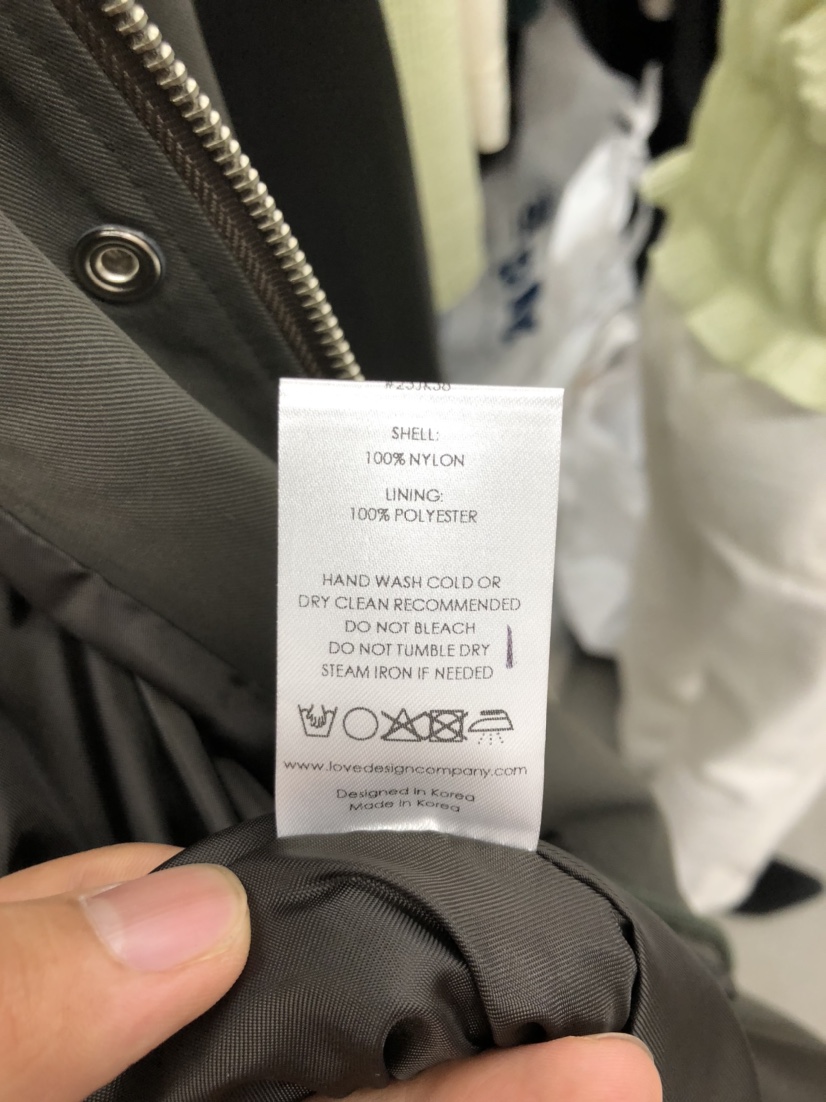 SHELL:
100% NYLON
LINING:
100% POLYESTER
HAND WASH COLD OR
DRY CLEAN RECOMMENDED
DO NOT BLEACH
DO NOT TUMBLE DRY
STEAM IRON IF NEEDED
www.lovedesigncompany.com
Designed in Korea
Made in Korea